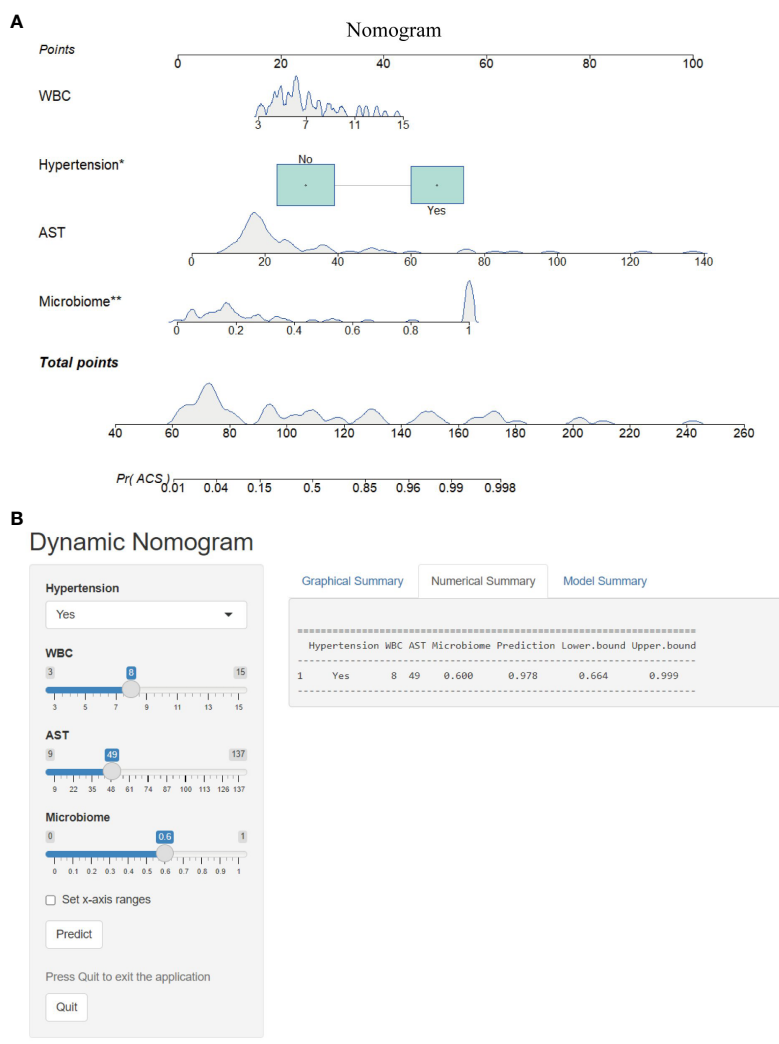 A
Nomogram
Points
0 20 40 60 80 100
WBC
3 7 11 15
No
Hypertension*
Yes
AST
0 20 40 60 80 100 120 140
Microbiome**
0 0.2 0.4 0.6 0.8 1
Total points
40 60 80 100 120 140 160 180 200 220 240 260
Pr( ACS )
0.01 0.04 0.15 0.5 0.85 0.96 0.99 0.998
B
Dynamic Nomogram
Hypertension
Yes
WBC
3 8 15
3 5 7 9 11 13 15
AST
9 49 137
9 22 35 48 61 74 87 100 113 126 137
Microbiome
0 0.6 1
0 0.1 0.2 0.3 0.4 0.5 0.6 0.7 0.8 0.9 1
Set x-axis ranges
Predict
Press Quit to exit the application
Quit
Graphical Summary Numerical Summary Model Summary
Hypertension WBC AST Microbiome Prediction Lower.bound Upper.bound
1 Yes 8 49 0.600 0.978 0.664 0.999